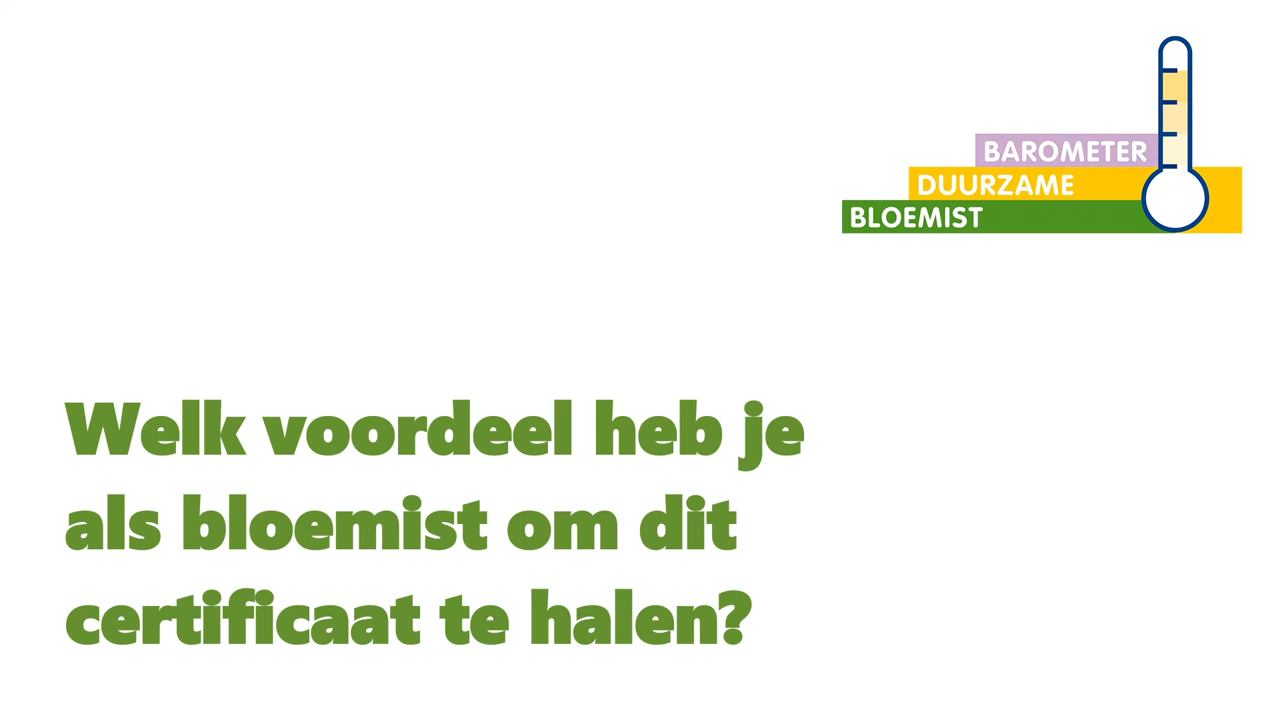 BAROMETER
DUURZAME
BLOEMIST
Welk voordeel heb je
als bloemist om dit
certificaat te halen?